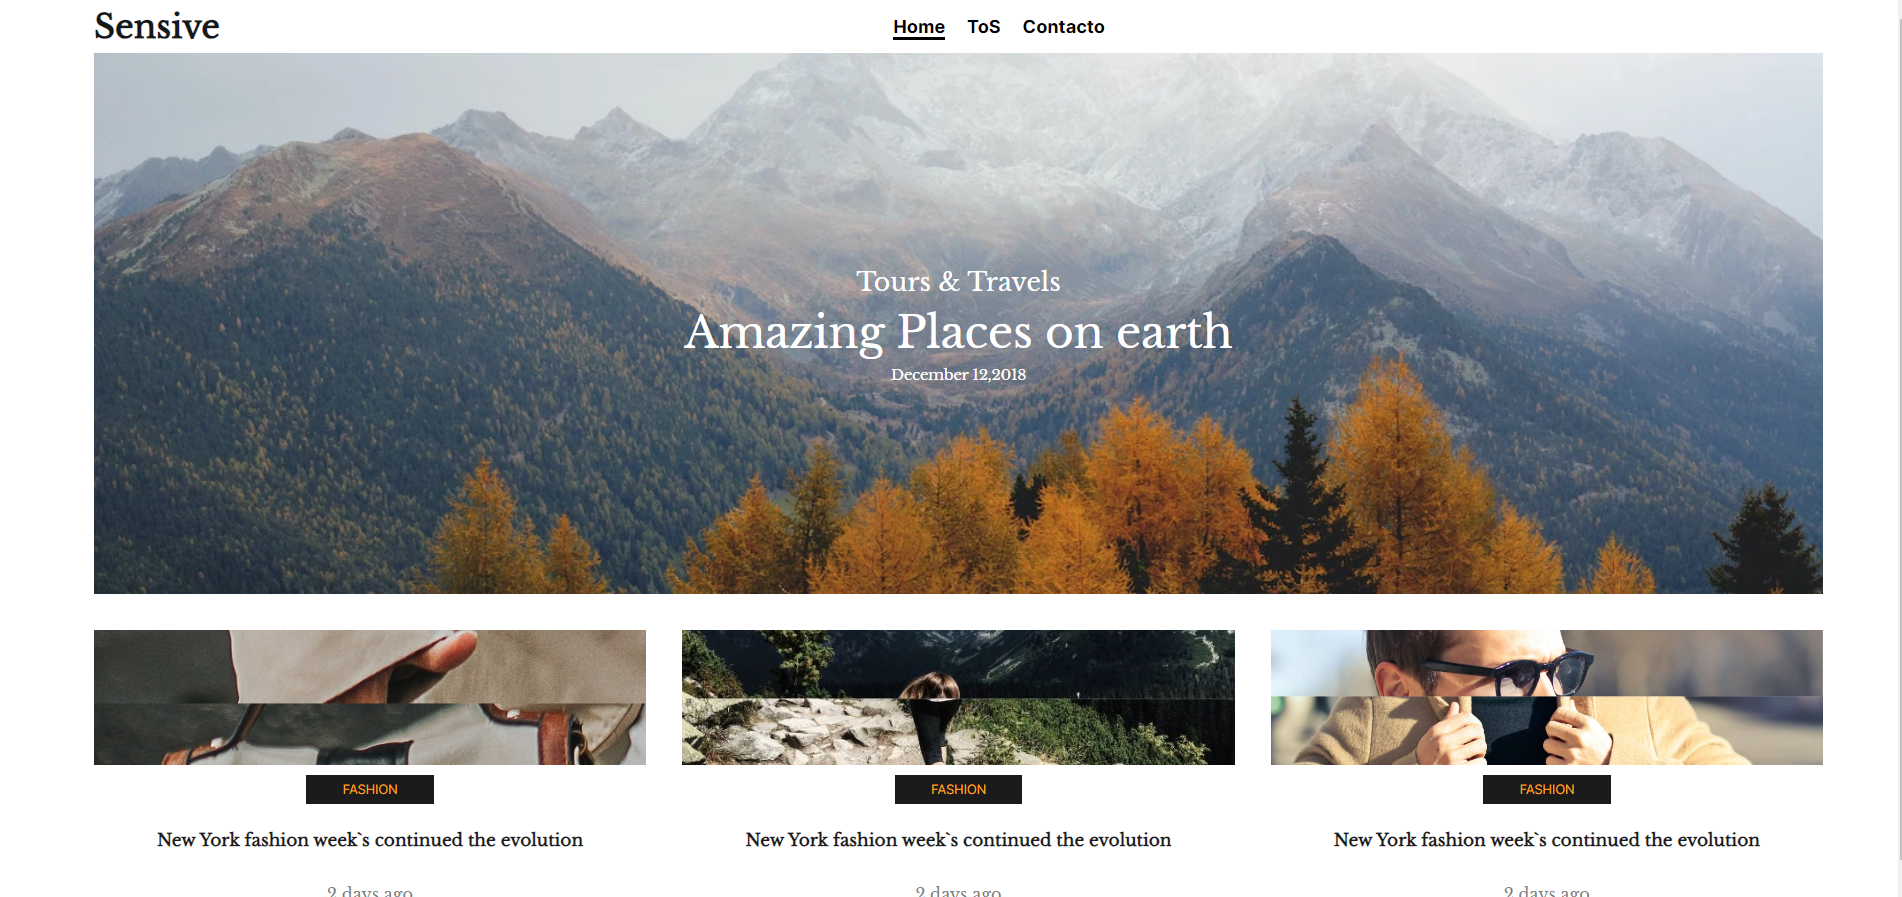 Sensive
Home ToS Contacto
Tours & Travels
Amazing Places on earth
December 12,2018
FASHION FASHION FASHION
New York fashion week`s continued the evolution New York fashion week`s continued the evolution New York fashion week`s continued the evolution
2 days ago 2 days ago 2 days ago